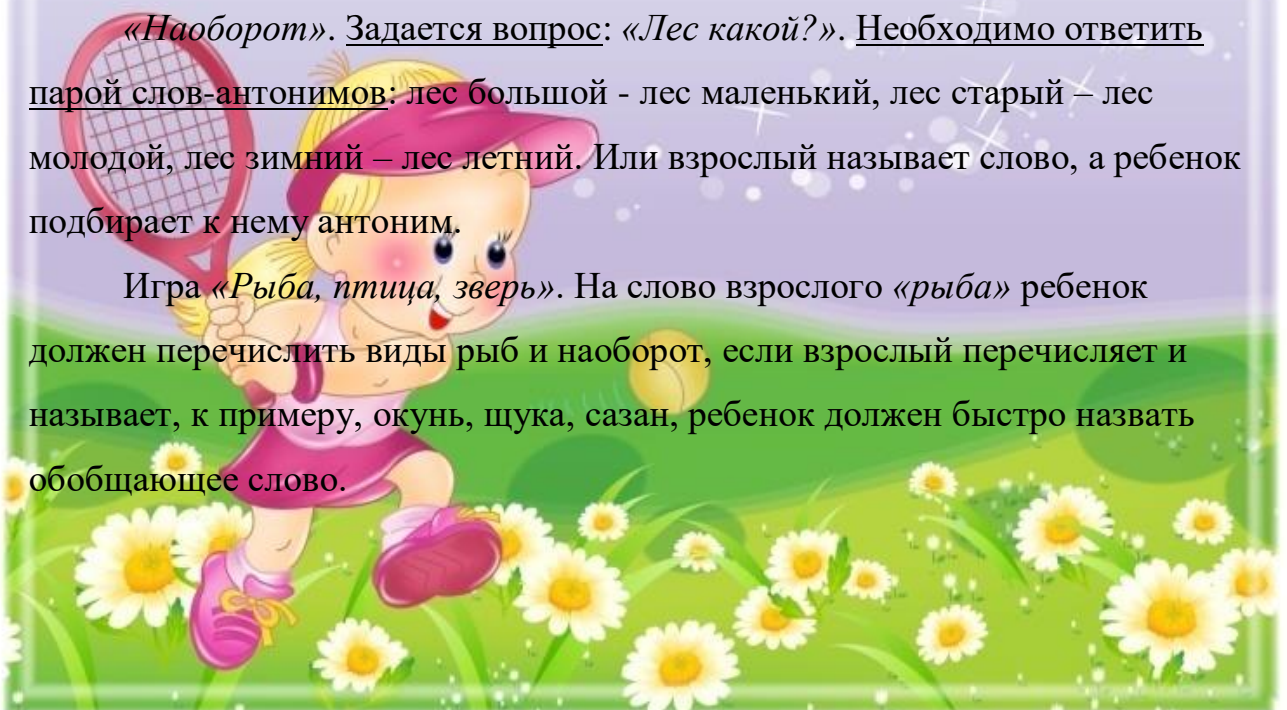 «Наоборот». Задается вопрос: «Лес какой?». Необходимо ответить
парой слов-антонимов: лес большой - лес маленький, лес старый – лес
молодой, лес зимний – лес летний. Или взрослый называет слово, а ребенок
подбирает к нему антоним.
Игра «Рыба, птица, зверь». На слово взрослого «рыба» ребенок
должен перечислить виды рыб и наоборот, если взрослый перечисляет и
называет, к примеру, окунь, щука, сазан, ребенок должен быстро назвать
обобщающее слово.